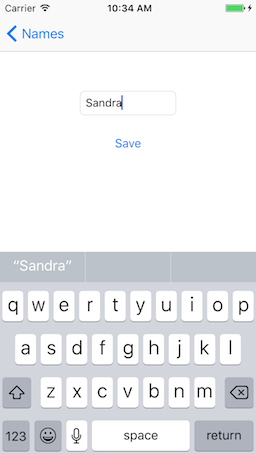 Carrier 10:34 AM
Names
Sandra
Save
“Sandra”
q w e r t y u i o p
a s d f g h j k l
z x c v b n m
123 space return